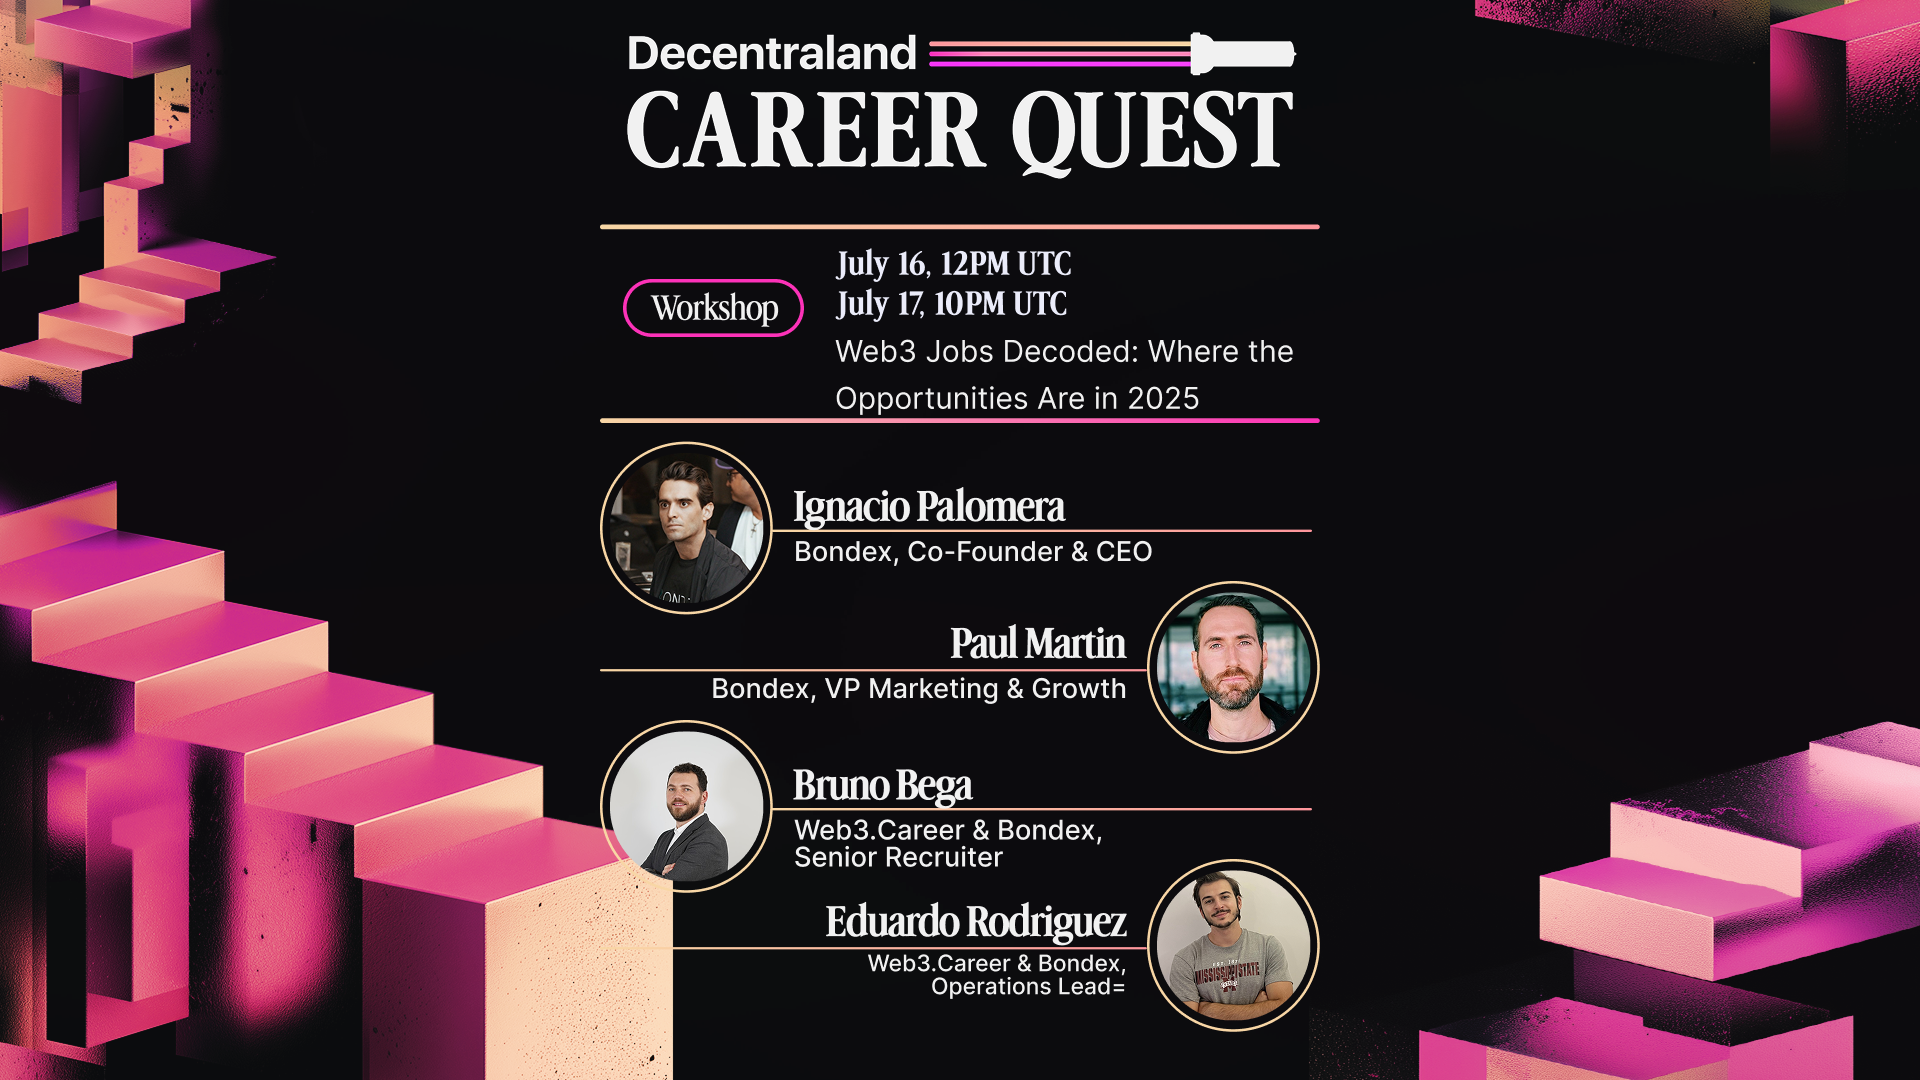 Decentraland
CAREER QUEST
Workshop
July 16, 12PM UTC
July 17, 10PM UTC
Web3 Jobs Decoded: Where the
Opportunities Are in 2025
Ignacio Palomera
Bondex, Co-Founder & CEO
Paul Martin
Bondex, VP Marketing & Growth
Bruno Bega
Web3.Career & Bondex,
Senior Recruiter
Eduardo Rodriguez
Web3.Career & Bondex,
Operations Lead=
MISSISSIPPI STATE